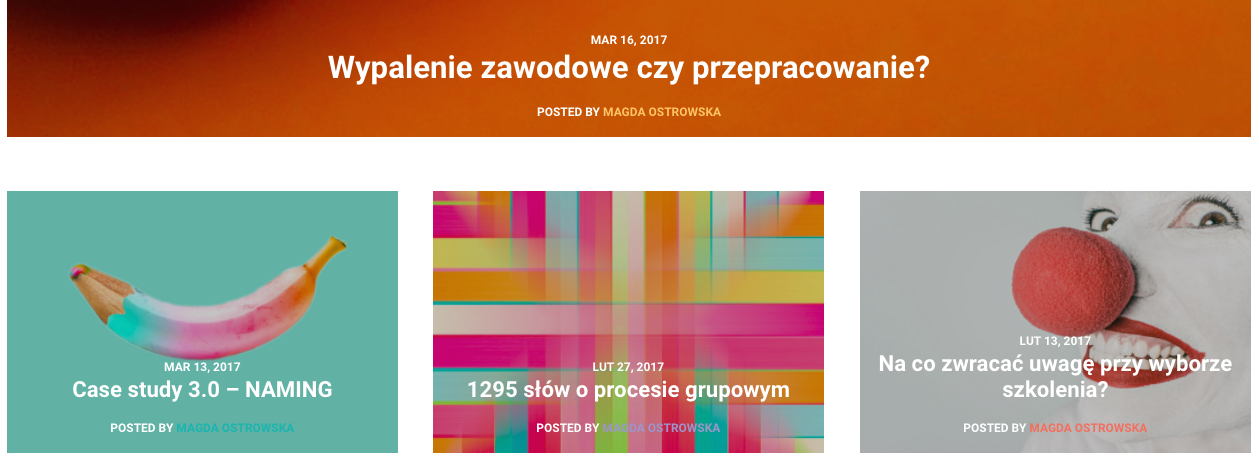 MAR 16, 2017
Wypalenie zawodowe czy przepracowanie?
POSTED BY MAGDA OSTROWSKA
MAR 13, 2017
Case study 3.0 – NAMING
POSTED BY MAGDA OSTROWSKA
LUT 27, 2017
1295 słów o procesie grupowym
POSTED BY MAGDA OSTROWSKA
LUT 13, 2017
Na co zwracać uwagę przy wyborze
szkolenia?
POSTED BY MAGDA OSTROWSKA